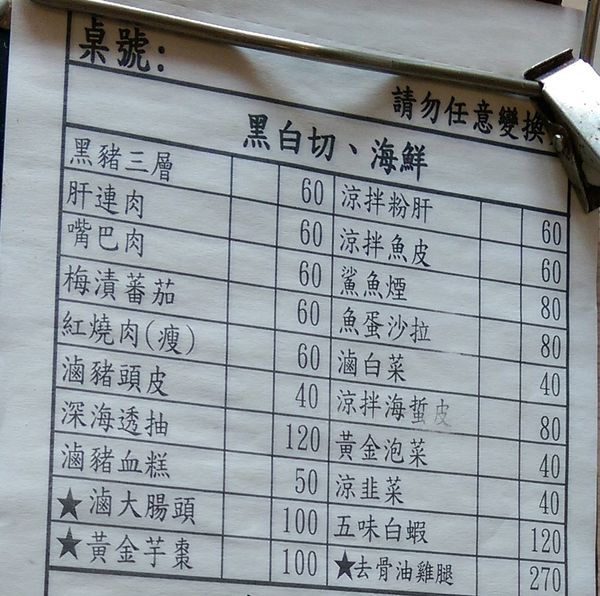 桌號:
請勿任意變換
黑白切、海鮮
黑豬三層 60 涼拌粉肝 60
肝連肉 60 涼拌魚皮 60
嘴巴肉 60 鯊魚煙 80
梅漬蕃茄 60 魚蛋沙拉 80
紅燒肉(瘦) 60 滷白菜 40
滷豬頭皮 40 涼拌海蜇皮 80
深海透抽 120 黃金泡菜 40
滷豬血糕 50 涼韭菜 40
★滷大腸頭 100 五味白蝦 120
★黃金芋棗 100 ★去骨油雞腿 270